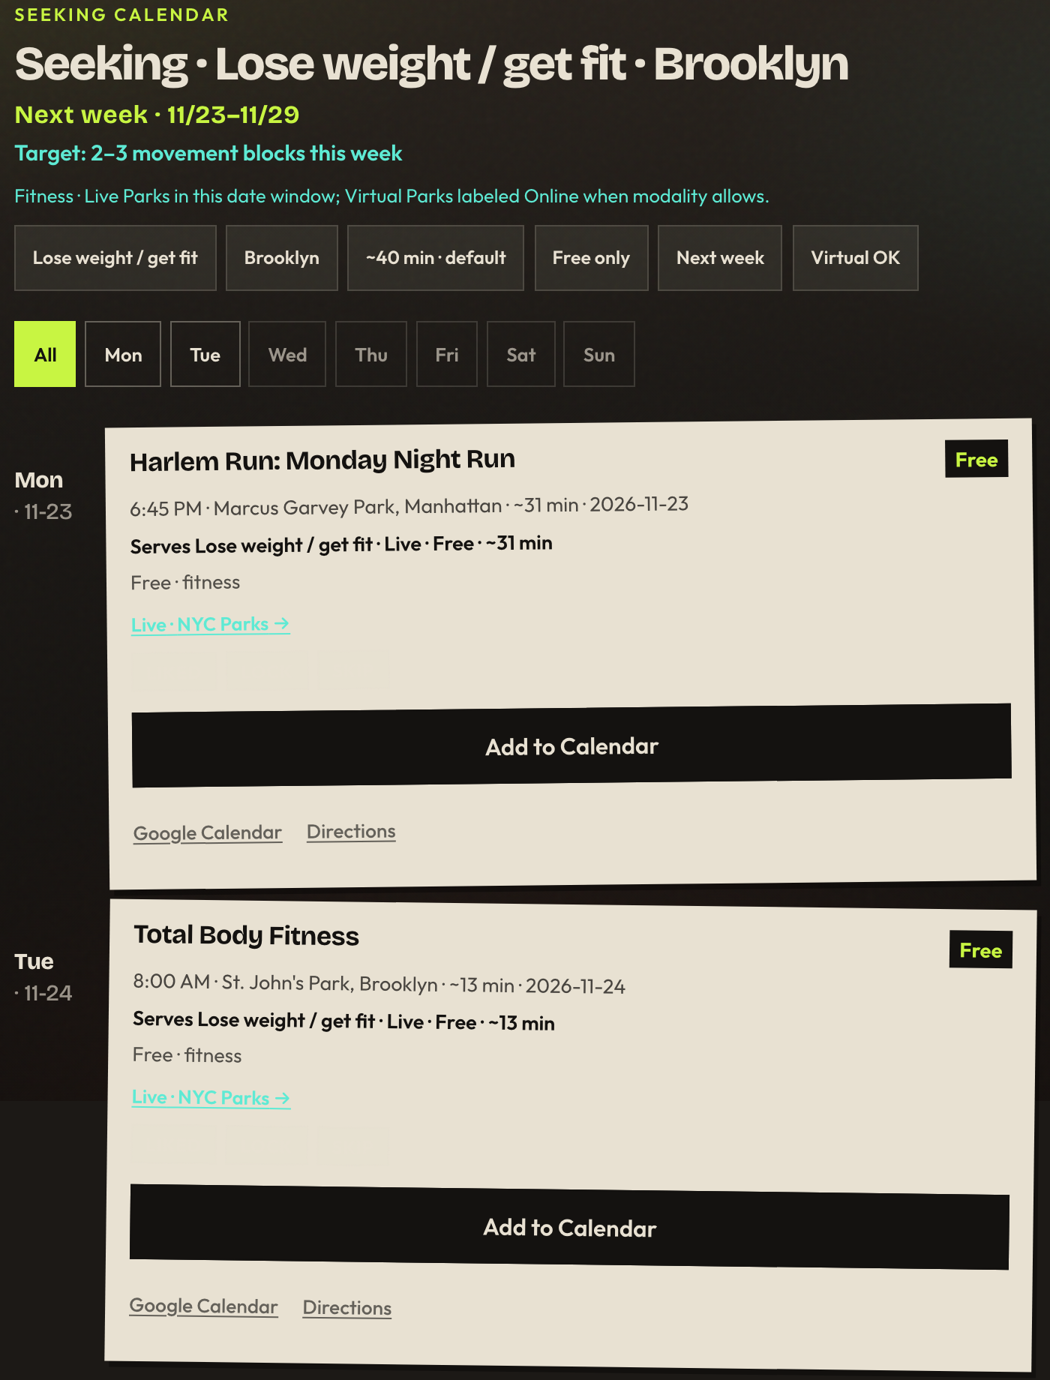 SEEKING CALENDAR
Seeking · Lose weight / get fit · Brooklyn
Next week · 11/23–11/29
Target: 2–3 movement blocks this week
Fitness · Live Parks in this date window; Virtual Parks labeled Online when modality allows.
Lose weight / get fit Brooklyn ~40 min · default Free only Next week Virtual OK
All Mon Tue Wed Thu Fri Sat Sun
Mon
· 11-23
Harlem Run: Monday Night Run
Free
6:45 PM · Marcus Garvey Park, Manhattan · ~31 min · 2026-11-23
Serves Lose weight / get fit · Live · Free · ~31 min
Free · fitness
Live · NYC Parks →
Add to Calendar
Google Calendar Directions
Tue
· 11-24
Total Body Fitness
Free
8:00 AM · St. John's Park, Brooklyn · ~13 min · 2026-11-24
Serves Lose weight / get fit · Live · Free · ~13 min
Free · fitness
Live · NYC Parks →
Add to Calendar
Google Calendar Directions